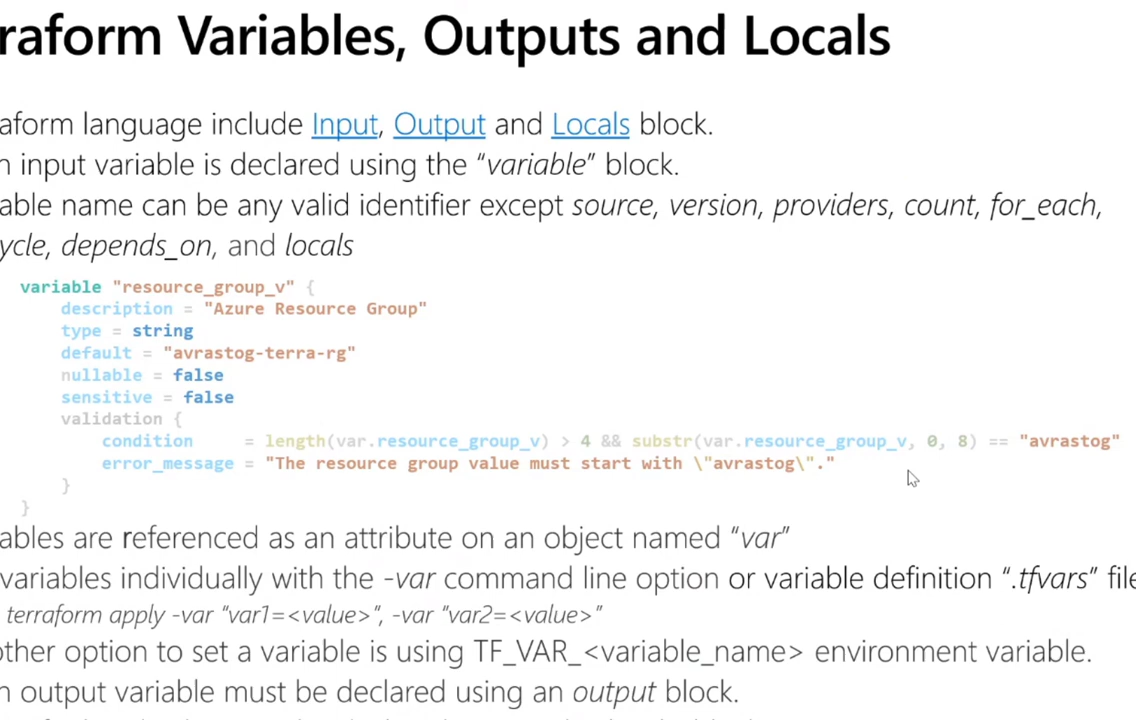 raform Variables, Outputs and Locals
aform language include Input, Output and Locals block.
n input variable is declared using the “variable” block.
able name can be any valid identifier except source, version, providers, count, for_each,
ycle, depends_on, and locals
variable "resource_group_v" {
description = "Azure Resource Group"
type = string
default = "avrastog-terra-rg"
nullable = false
sensitive = false
validation {
condition = length(var.resource_group_v) > 4 && substr(var.resource_group_v, 0, 8) == "avrastog"
error_message = "The resource group value must start with \"avrastog\"."
}
}
ables are referenced as an attribute on an object named “var”
variables individually with the -var command line option or variable definition “.tfvars” file
terraform apply -var “var1=<value>”, -var “var2=<value>”
other option to set a variable is using TF_VAR_<variable_name> environment variable.
n output variable must be declared using an output block.